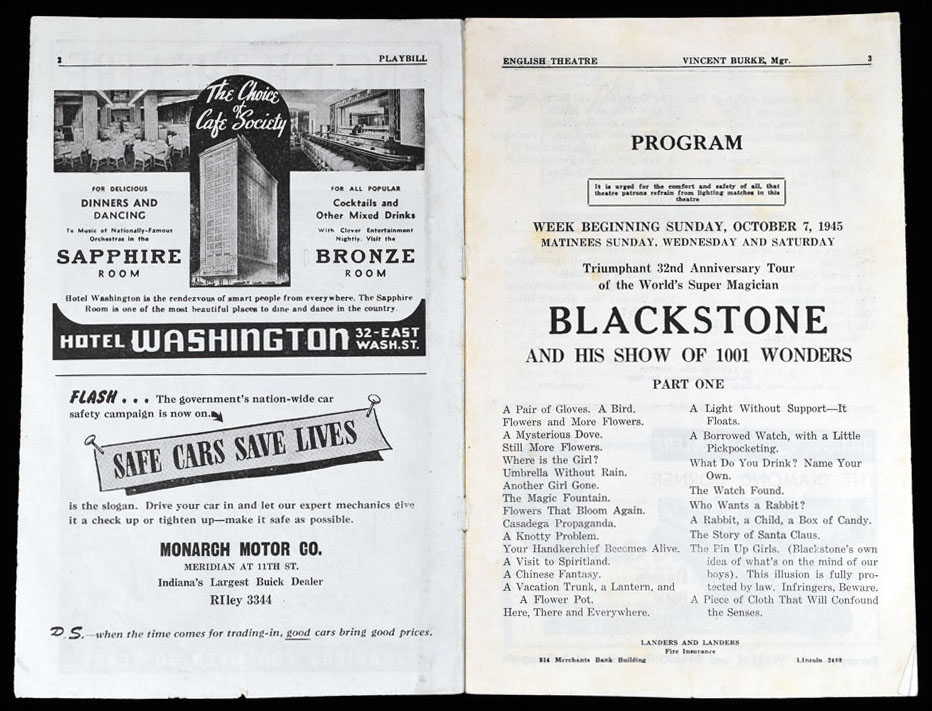 2 PLAYBILL
The Choice
of
Cafe Society
FOR DELICIOUS
DINNERS AND
DANCING
To Music of Nationally-Famous
Orchestras in the
SAPPHIRE
ROOM
FOR ALL POPULAR
Cocktails and
Other Mixed Drinks
With Clever Entertainment
Nightly, Visit the
BRONZE
ROOM
Hotel Washington is the rendezvous of smart people from everywhere. The Sapphire
Room is one of the most beautiful places to dine and dance in the country.
HOTEL WASHINGTON 32-EAST
WASH.ST.
FLASH . . . The government's nation-wide car
safety campaign is now on.
SAFE CARS SAVE LIVES
is the slogan. Drive your car in and let our expert mechanics give
it a check up or tighten up—make it safe as possible.
MONARCH MOTOR CO.
MERIDIAN AT 11TH ST.
Indiana's Largest Buick Dealer
RIley 3344
P.S.—when the time comes for trading-in, good cars bring good prices.
ENGLISH THEATRE VINCENT BURKE, Mgr. 3
PROGRAM
It is urged for the comfort and safety of all, that
theatre patrons refrain from lighting matches in this
theatre
WEEK BEGINNING SUNDAY, OCTOBER 7, 1945
MATINEES SUNDAY, WEDNESDAY AND SATURDAY
Triumphant 32nd Anniversary Tour
of the World's Super Magician
BLACKSTONE
AND HIS SHOW OF 1001 WONDERS
PART ONE
A Pair of Gloves. A Bird.
Flowers and More Flowers.
A Mysterious Dove.
Still More Flowers.
Where is the Girl?
Umbrella Without Rain.
Another Girl Gone.
The Magic Fountain.
Flowers That Bloom Again.
Casadega Propaganda.
A Knotty Problem.
Your Handkerchief Becomes Alive.
A Visit to Spiritland.
A Chinese Fantasy.
A Vacation Trunk, a Lantern, and
A Flower Pot.
Here, There and Everywhere.
A Light Without Support—It
Floats.
A Borrowed Watch, with a Little
Pickpocketing.
What Do You Drink? Name Your
Own.
The Watch Found.
Who Wants a Rabbit?
A Rabbit, a Child, a Box of Candy.
The Story of Santa Claus.
The Pin Up Girls. (Blackstone's own
idea of what's on the mind of our
boys). This illusion is fully pro-
tected by law. Infringers, Beware.
A Piece of Cloth That Will Confound
the Senses.
LANDERS AND LANDERS
Fire Insurance
814 Merchants Bank Building LIncoln 2408